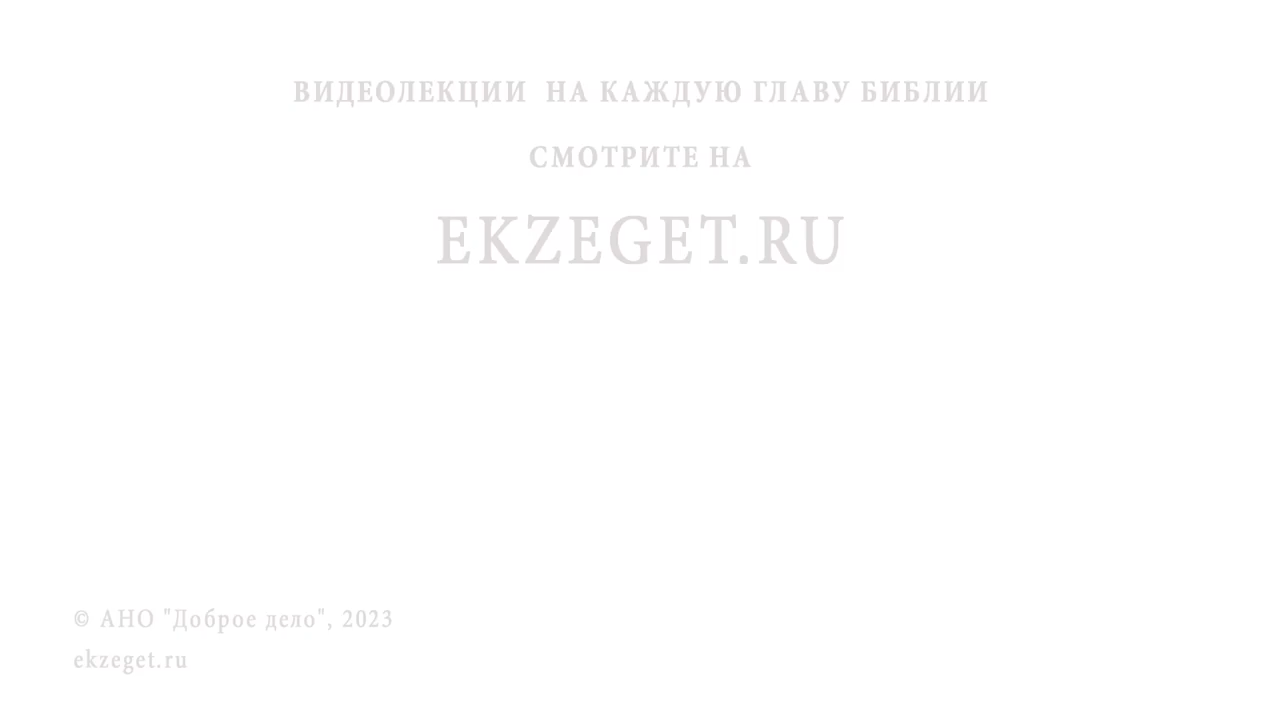 ВИДЕОЛЕКЦИИ НА КАЖДУЮ ГЛАВУ БИБЛИИ
СМОТРИТЕ НА
EKZEGET.RU
© АНО "Доброе дело", 2023
ekzeget.ru